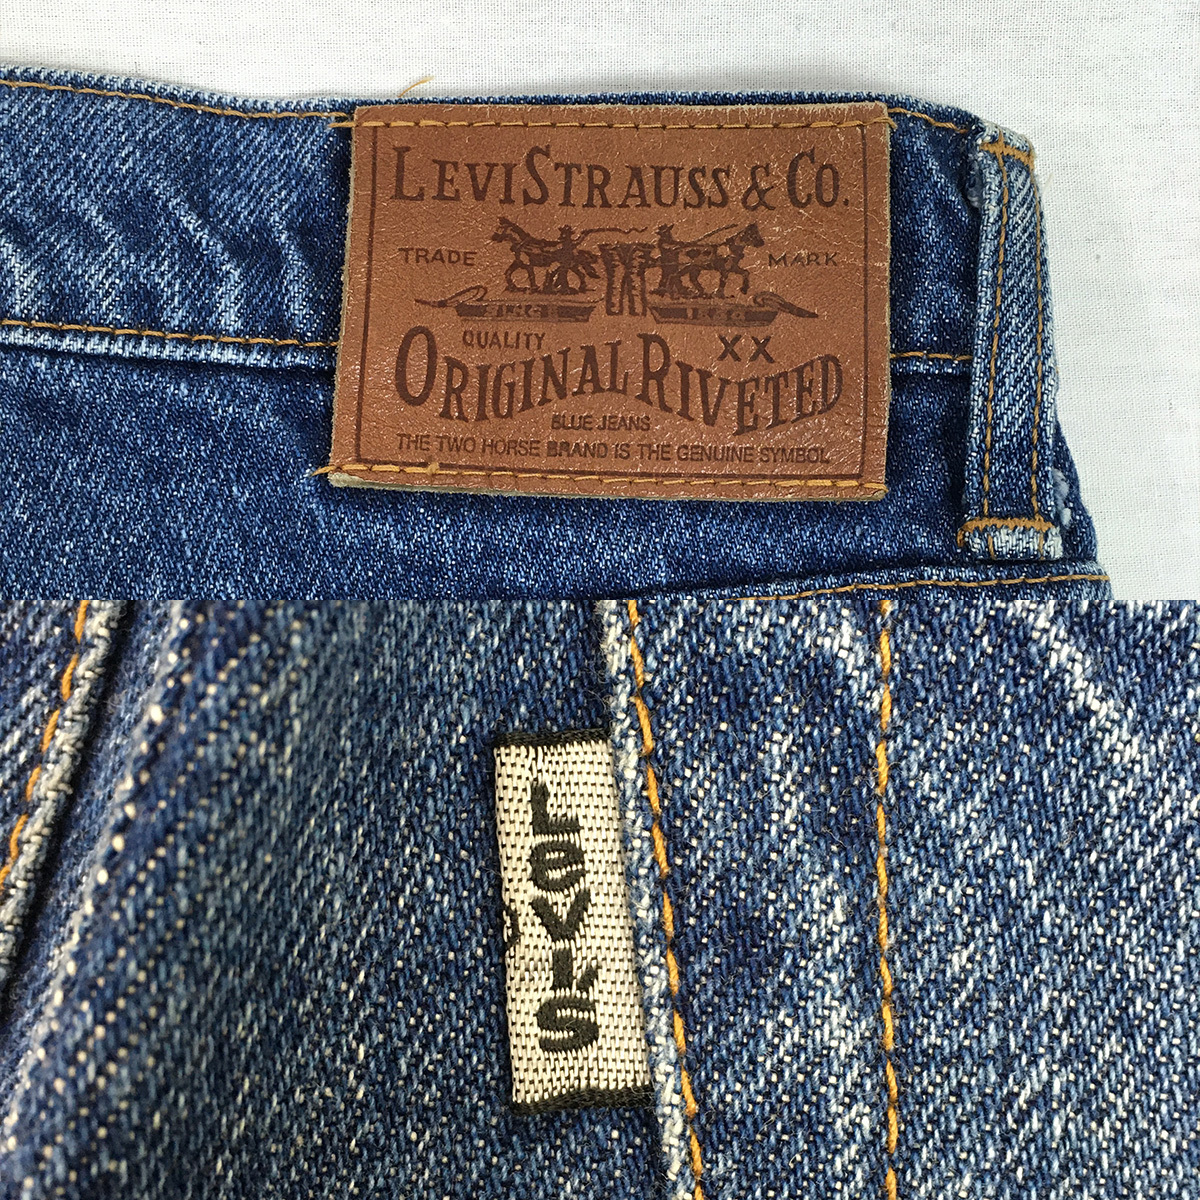 LEVI STRAUSS & CO.
TRADE MARK
SINCE
QUALITY XX
ORIGINAL RIVETED
BLUE JEANS
THE TWO HORSE BRAND IS THE GENUINE SYMBOL
Levi's